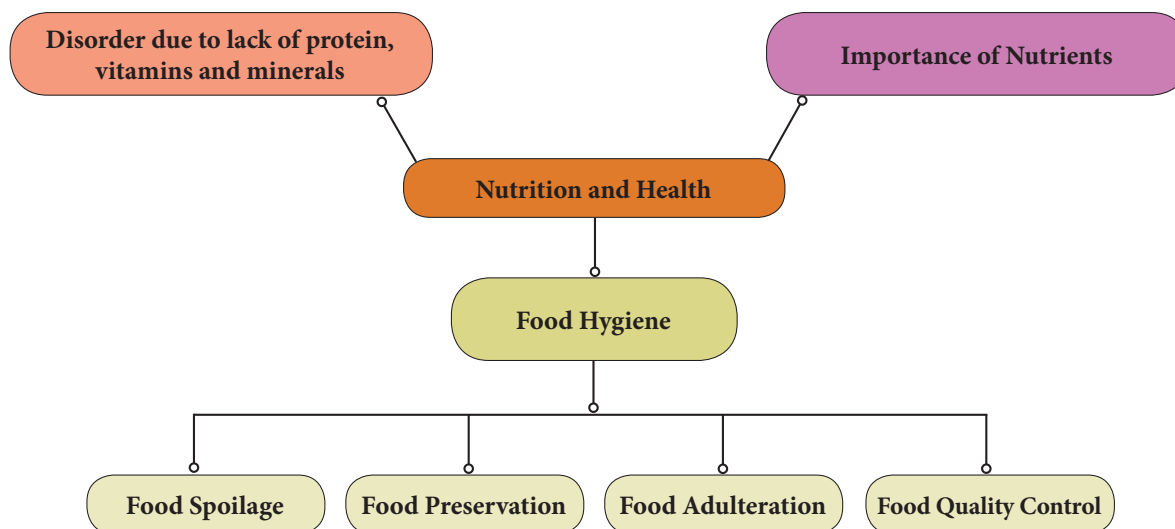 Disorder due to lack of protein,
vitamins and minerals
Importance of Nutrients
Nutrition and Health
Food Hygiene
Food Spoilage
Food Preservation
Food Adulteration
Food Quality Control